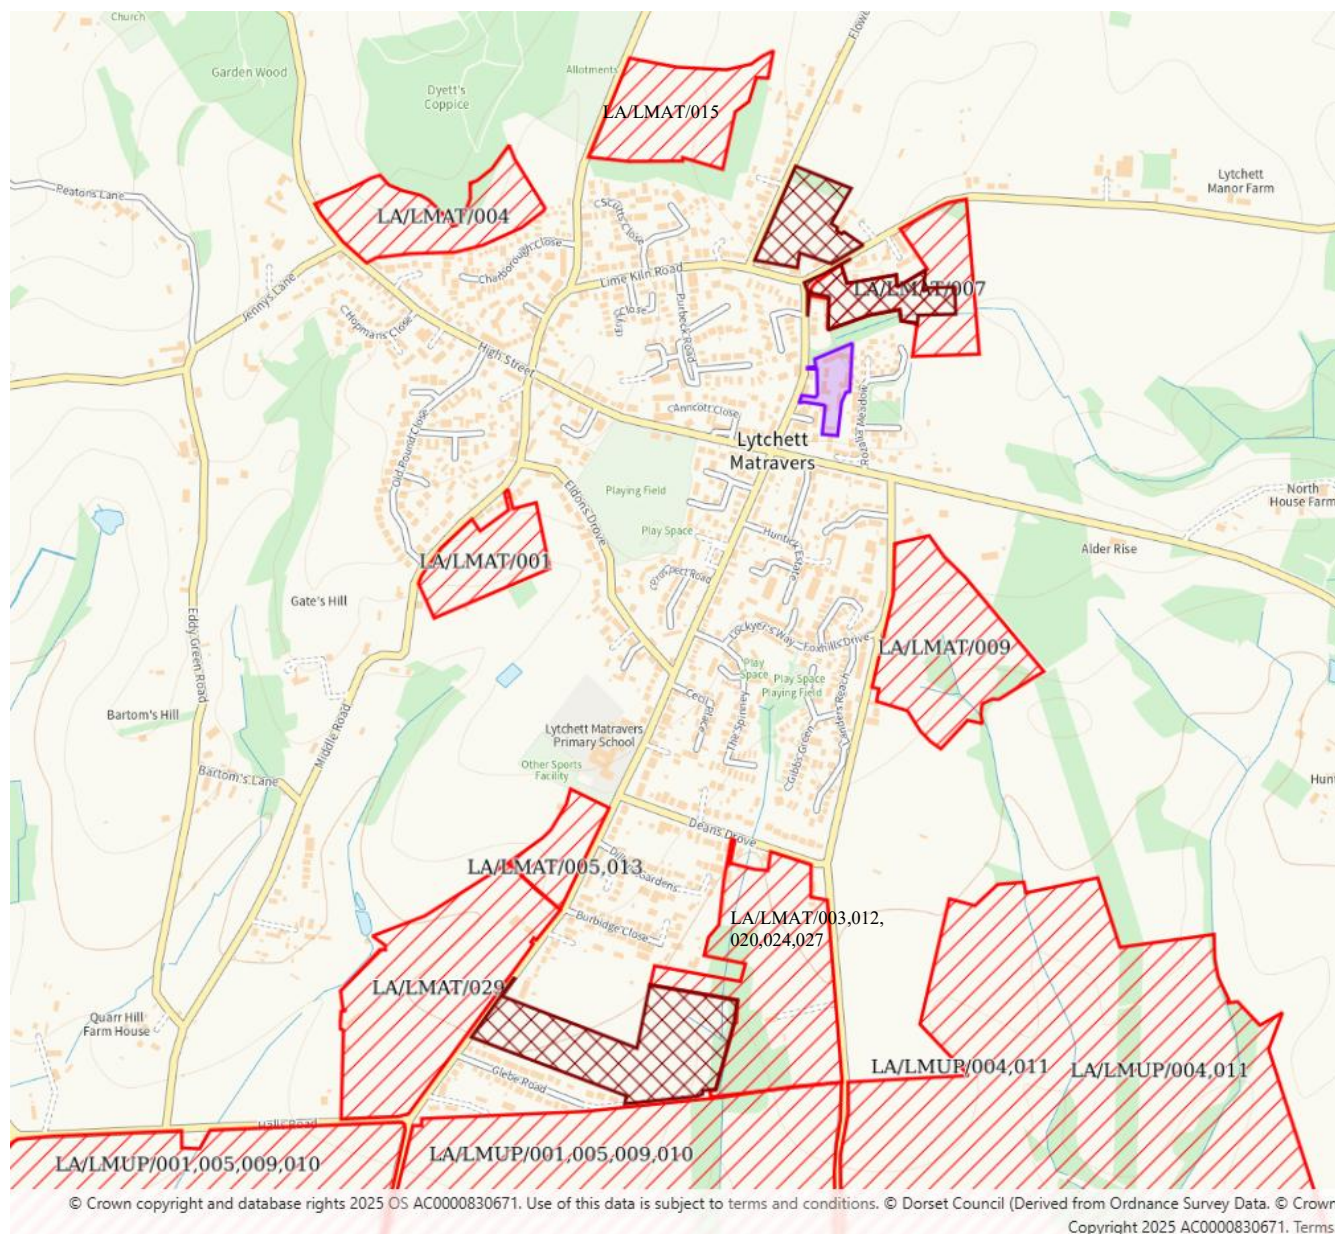 Church
Garden Wood
Dyett's
Coppice
Allotments
LA/LMAT/015
Peatons Lane
LA/LMAT/004
Lytchett
Manor Farm
Scutts Close
Charborough Close
Lime Kiln Road
LA/LMAT/007
Jennys Lane
Hopmans Close
Close
Purbeck Road
High Street
Anncott Close
Old Pound Close
Lytchett
Matravers
Playing Field
Eldons Drove
Play Space
North
House Farm
Huntick Estate
Alder Rise
LA/LMAT/001
Prospect Road
Gate's Hill
Eddy Green Road
Lockyer's Way
Foxhills Drive
LA/LMAT/009
Play
Space
Play Space
Playing Field
Bartom's Hill
Middle Road
Cecil Place
The Spinney
Landers Reach
Lytchett Matravers
Primary School
Gibbs Green
Other Sports
Facility
Bartom's Lane
Hunt
Deans Drove
LA/LMAT/005,013
Gardens
LA/LMAT/003,012,
020,024,027
Burbidge Close
LA/LMAT/029
Quarr Hill
Farm House
Glebe Road
LA/LMUP/004,011
LA/LMUP/004,011
Halls Road
LA/LMUP/001,005,009,010
LA/LMUP/001,005,009,010
© Crown copyright and database rights 2025 OS AC0000830671. Use of this data is subject to terms and conditions. © Dorset Council (Derived from Ordnance Survey Data. © Crown
Copyright 2025 AC0000830671. Terms